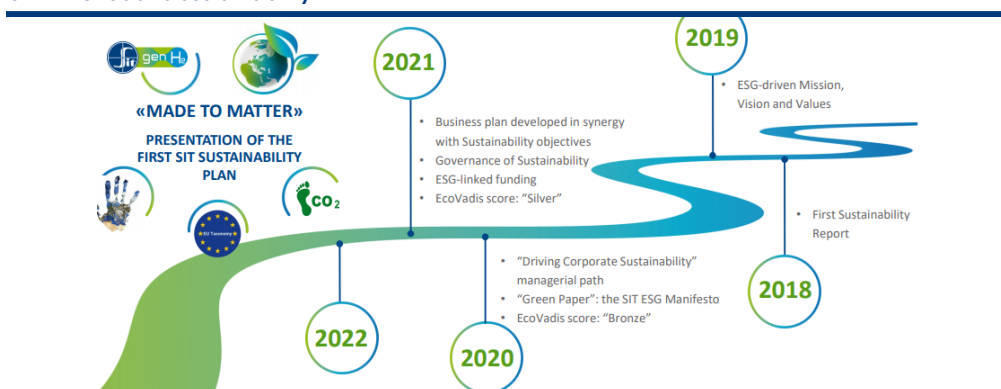 Sit
gen H2
«MADE TO MATTER»
PRESENTATION OF THE
FIRST SIT SUSTAINABILITY
PLAN
CO2
EU Taxonomy
2021
• Business plan developed in synergy
with Sustainability objectives
• Governance of Sustainability
• ESG-linked funding
• EcoVadis score: “Silver”
2019
• ESG-driven Mission,
Vision and Values
• First Sustainability
Report
2018
• “Driving Corporate Sustainability”
managerial path
• “Green Paper”: the SIT ESG Manifesto
• EcoVadis score: “Bronze”
2022
2020